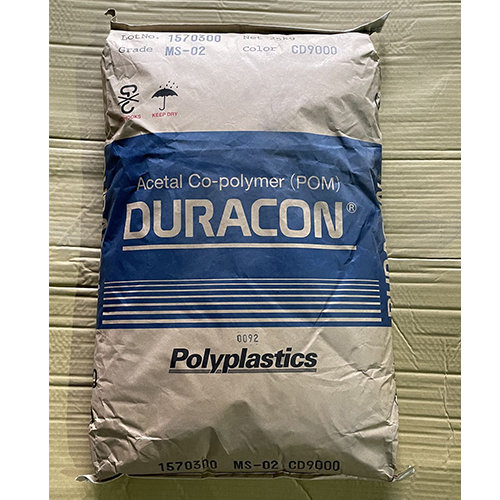 Lot No. 1570300 Net 25kg
Grade MS-02 Color CD9000
KEEP DRY
Acetal Co-polymer (POM)
DURACON®
0092
Polyplastics
1570300 MS-02 CD9000